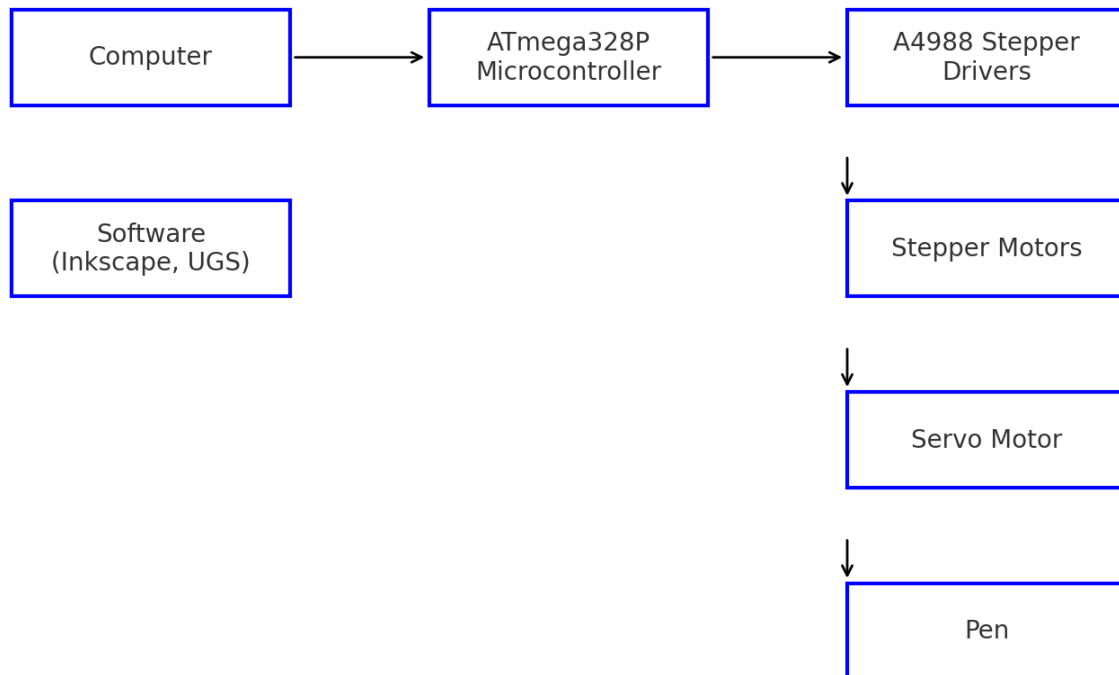 Computer
ATmega328P
Microcontroller
A4988 Stepper
Drivers
Software
(Inkscape, UGS)
Stepper Motors
Servo Motor
Pen